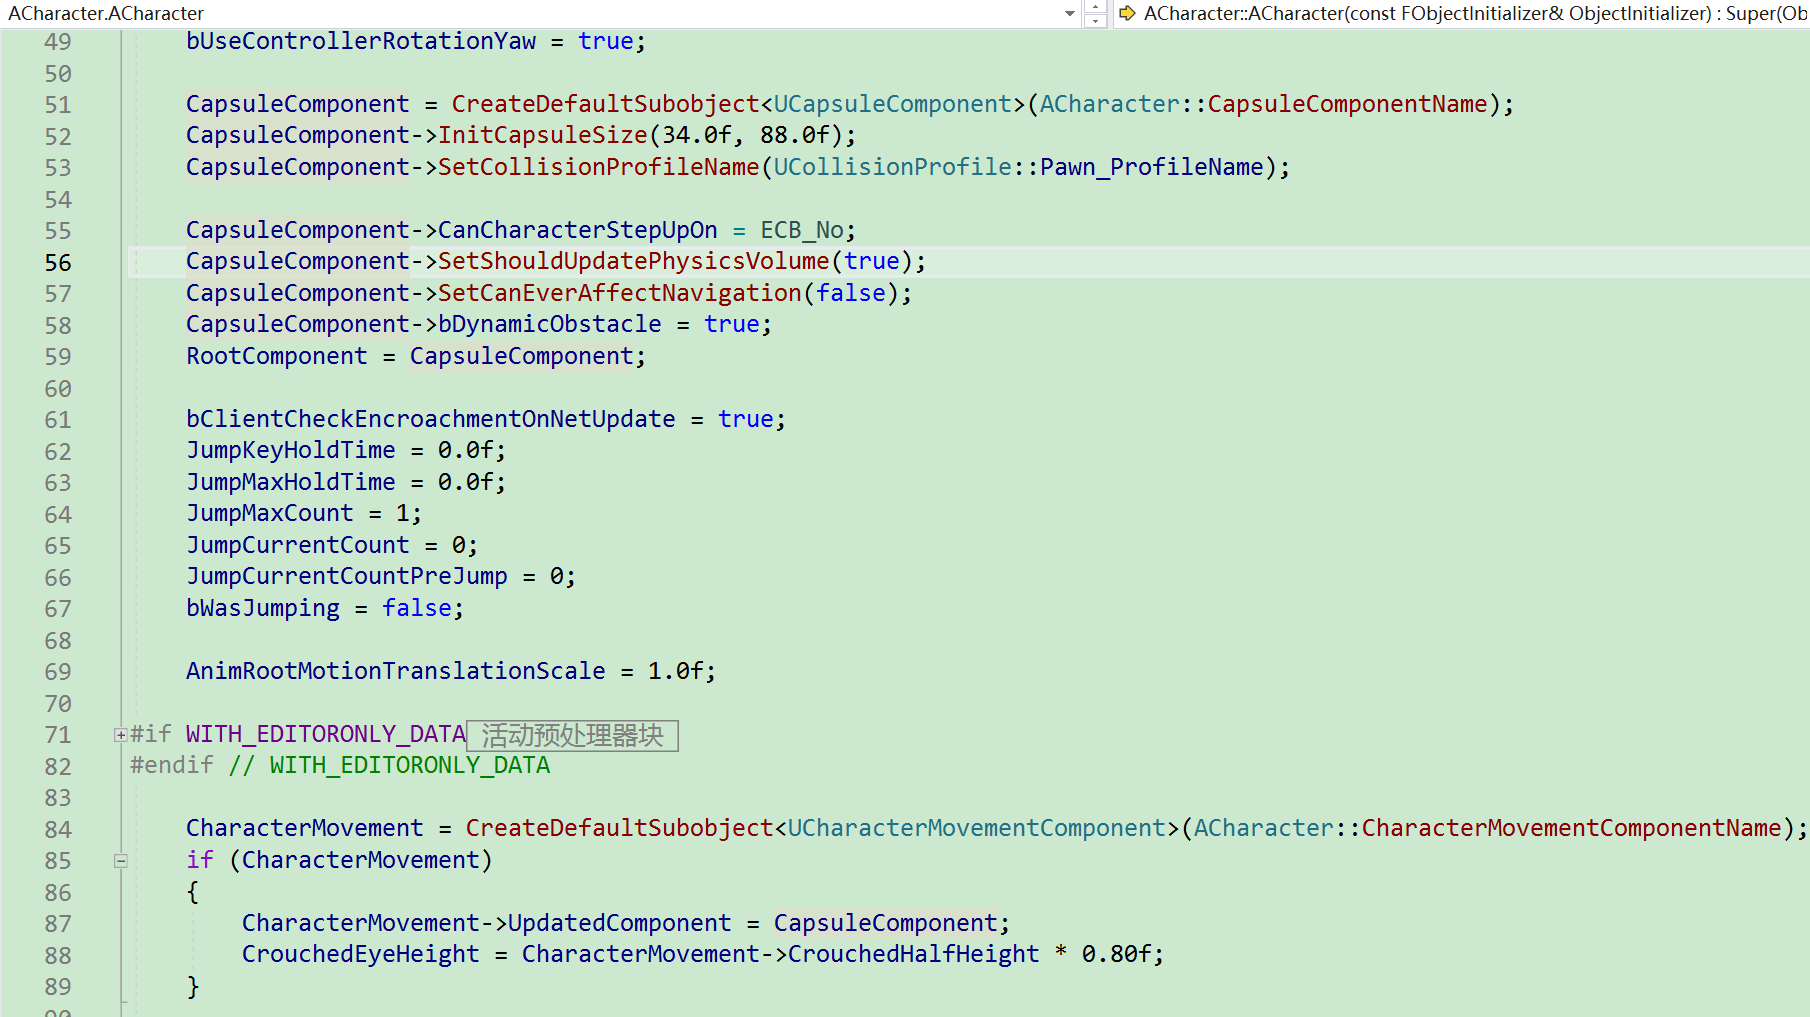 ACharacter.ACharacter
ACharacter::ACharacter(const FObjectInitializer& ObjectInitializer) : Super(Ob
49 bUseControllerRotationYaw = true;
50
51 CapsuleComponent = CreateDefaultSubobject<UCapsuleComponent>(ACharacter::CapsuleComponentName);
52 CapsuleComponent->InitCapsuleSize(34.0f, 88.0f);
53 CapsuleComponent->SetCollisionProfileName(UCollisionProfile::Pawn_ProfileName);
54
55 CapsuleComponent->CanCharacterStepUpOn = ECB_No;
56 CapsuleComponent->SetShouldUpdatePhysicsVolume(true);
57 CapsuleComponent->SetCanEverAffectNavigation(false);
58 CapsuleComponent->bDynamicObstacle = true;
59 RootComponent = CapsuleComponent;
60
61 bClientCheckEncroachmentOnNetUpdate = true;
62 JumpKeyHoldTime = 0.0f;
63 JumpMaxHoldTime = 0.0f;
64 JumpMaxCount = 1;
65 JumpCurrentCount = 0;
66 JumpCurrentCountPreJump = 0;
67 bWasJumping = false;
68
69 AnimRootMotionTranslationScale = 1.0f;
70
71 #if WITH_EDITORONLY_DATA 活动预处理器块
82 #endif // WITH_EDITORONLY_DATA
83
84 CharacterMovement = CreateDefaultSubobject<UCharacterMovementComponent>(ACharacter::CharacterMovementComponentName);
85 if (CharacterMovement)
86 {
87 CharacterMovement->UpdatedComponent = CapsuleComponent;
88 CrouchedEyeHeight = CharacterMovement->CrouchedHalfHeight * 0.80f;
89 }